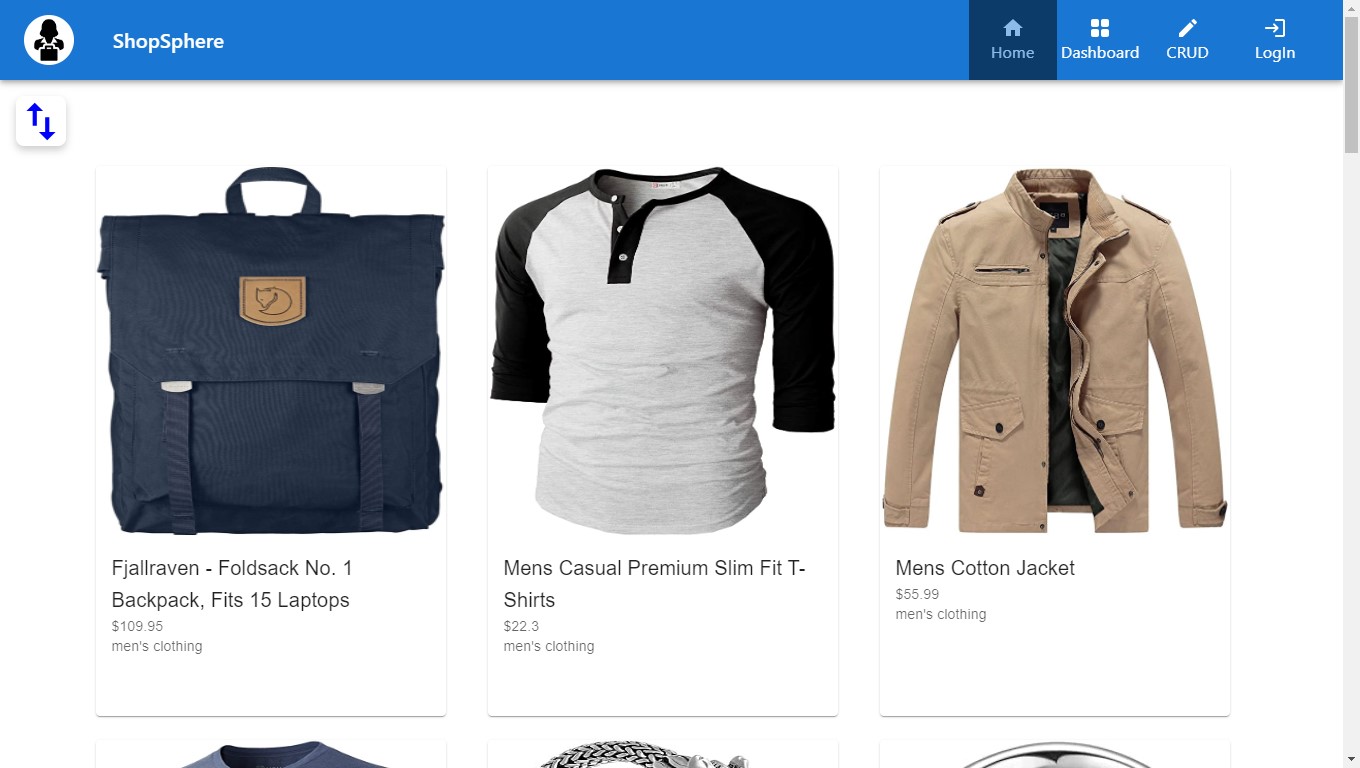 ShopSphere
Home
Dashboard
CRUD
LogIn
Fjallraven - Foldsack No. 1
Backpack, Fits 15 Laptops
$109.95
men's clothing
Mens Casual Premium Slim Fit T-
Shirts
$22.3
men's clothing
Mens Cotton Jacket
$55.99
men's clothing